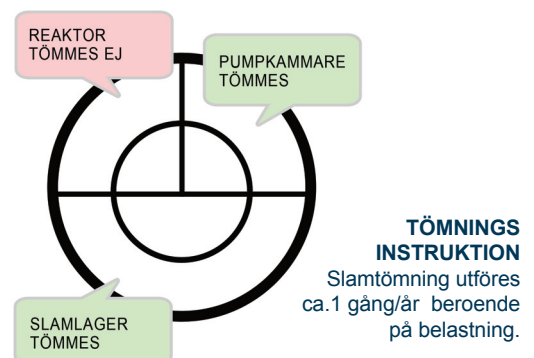 REAKTOR
TÖMMES EJ
PUMPKAMMARE
TÖMMES
SLAMLAGER
TÖMMES
TÖMNINGS
INSTRUKTION
Slamtömning utföres
ca.1 gång/år beroende
på belastning.